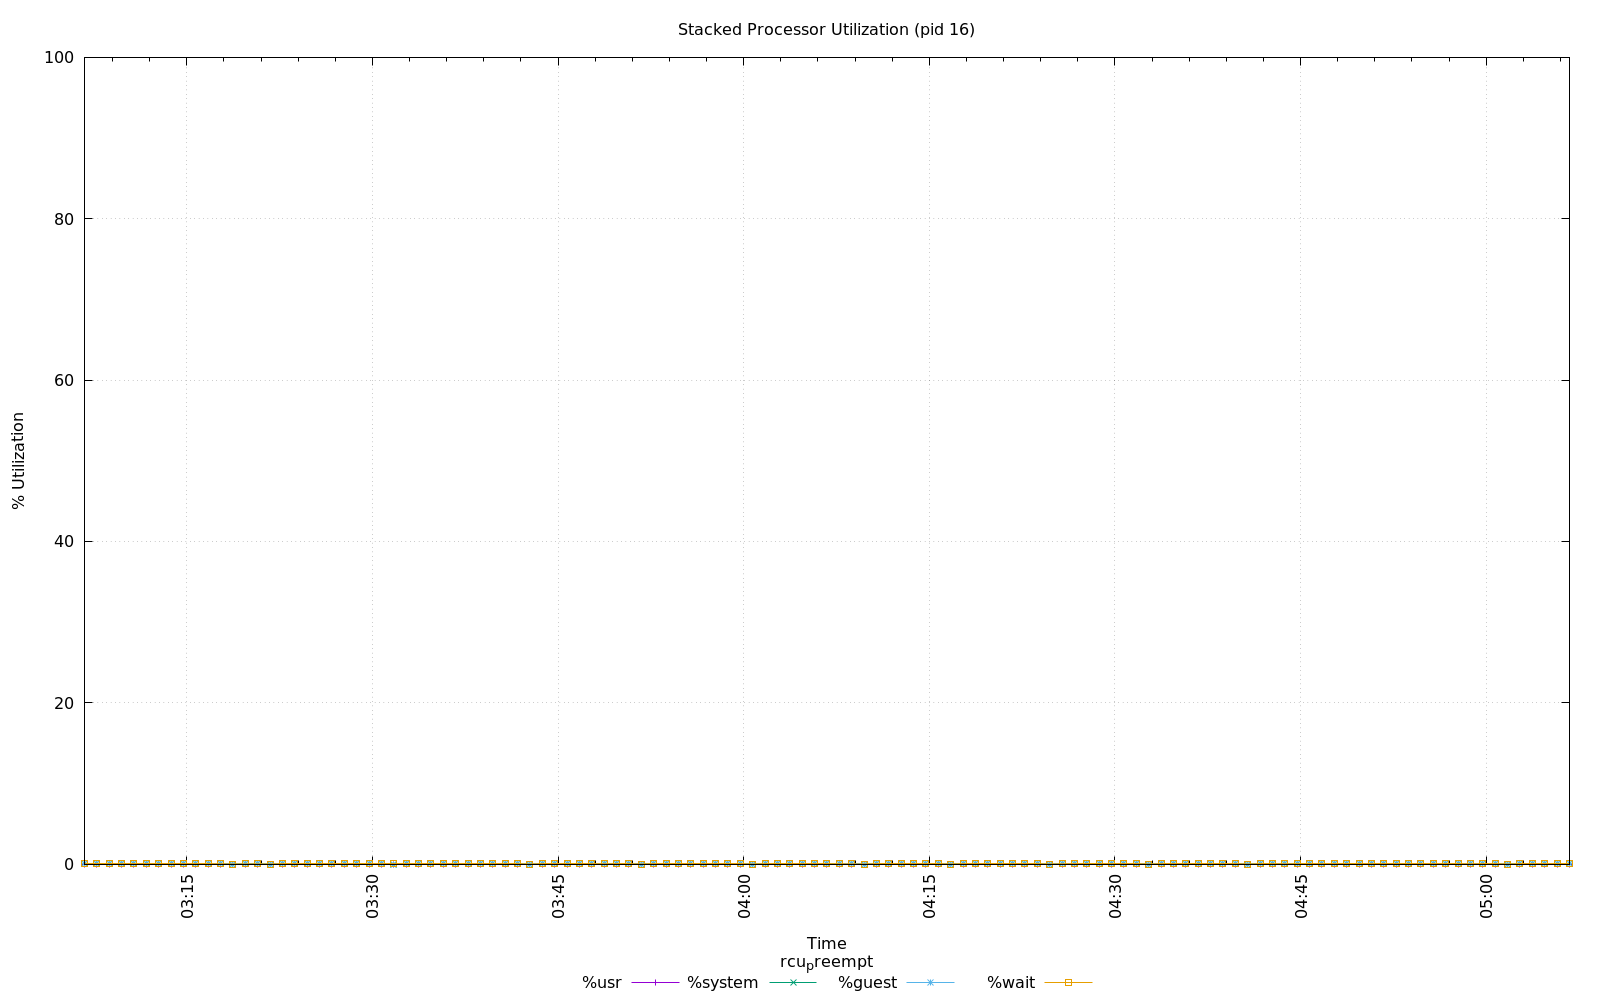 Stacked Processor Utilization (pid 16)
100
80
60
40
20
0
% Utilization
03:15
03:30
03:45
04:00
04:15
04:30
04:45
05:00
Time
rcupreempt
%usr %system %guest %wait